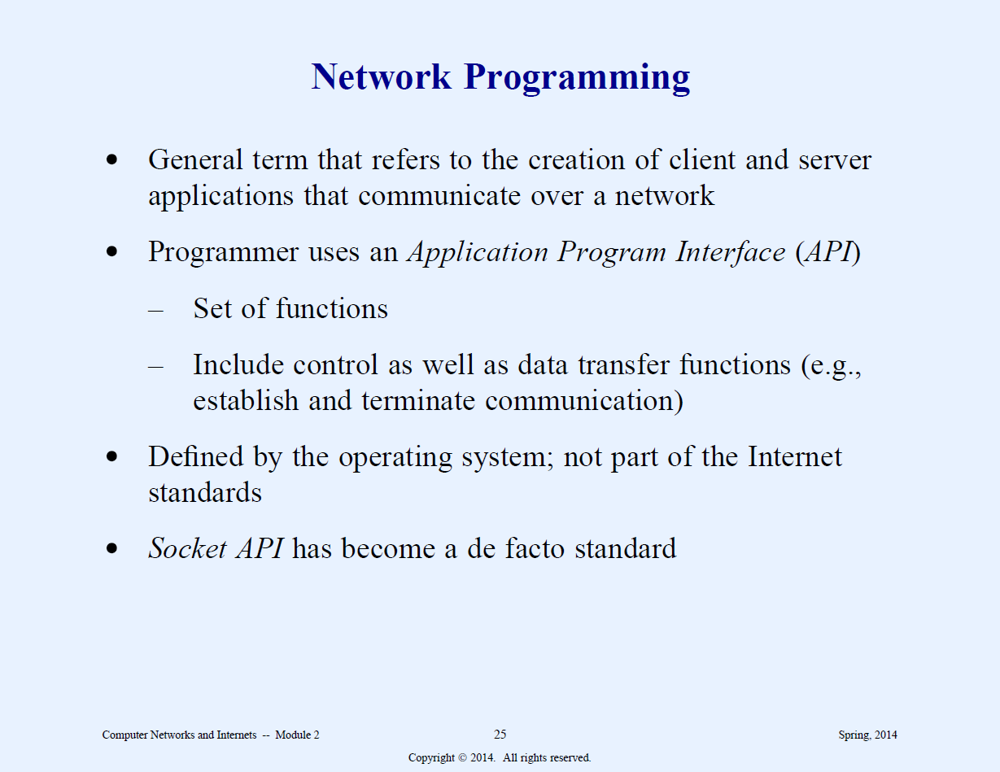 Network Programming
• General term that refers to the creation of client and server
applications that communicate over a network
• Programmer uses an Application Program Interface (API)
– Set of functions
– Include control as well as data transfer functions (e.g.,
establish and terminate communication)
• Defined by the operating system; not part of the Internet
standards
• Socket API has become a de facto standard
Computer Networks and Internets -- Module 2 25 Spring, 2014
Copyright © 2014. All rights reserved.